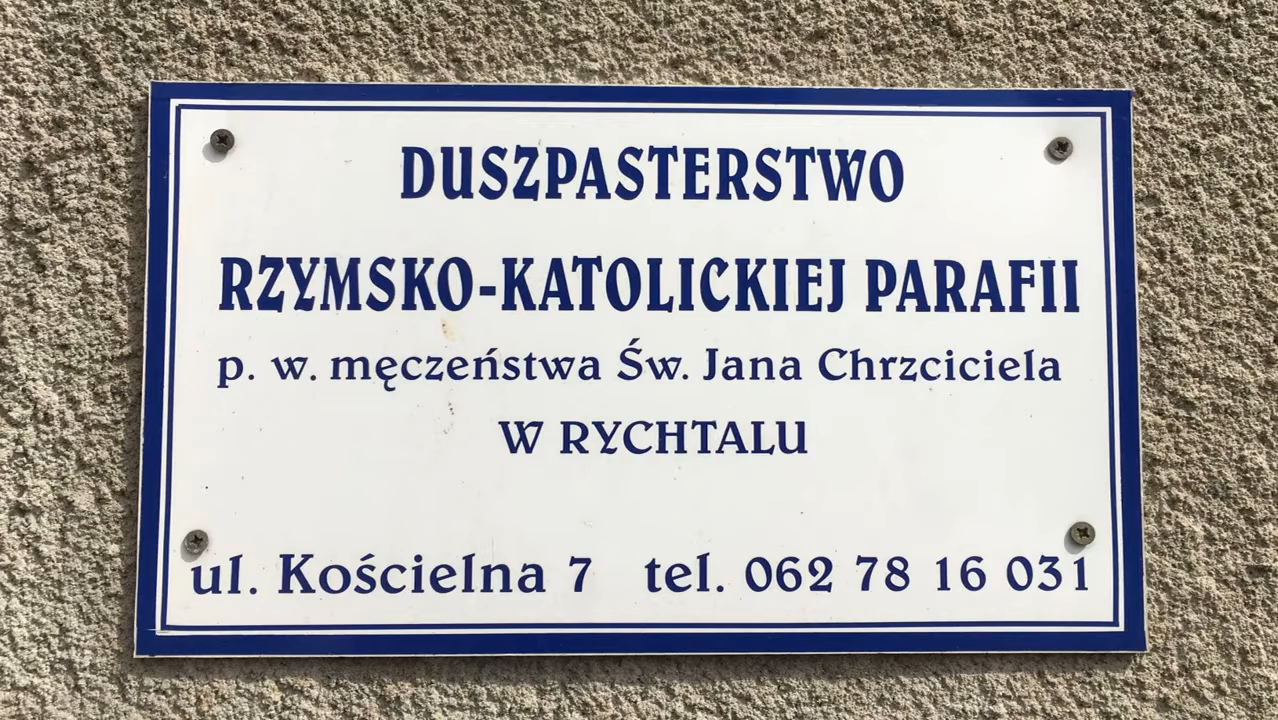 DUSZPASTERSTWO
RZYMSKO-KATOLICKIEJ PARAFII
p. w. męczeństwa Św. Jana Chrzciciela
W RYCHTALU
ul. Kościelna 7 tel. 062 78 16 031